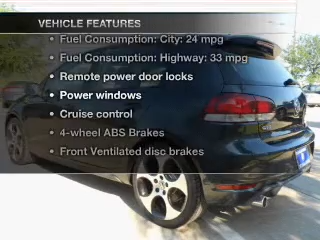 VEHICLE FEATURES
• Fuel Consumption: City: 24 mpg
• Fuel Consumption: Highway: 33 mpg
• Remote power door locks
• Power windows
• Cruise control
• 4-wheel ABS Brakes
• Front Ventilated disc brakes